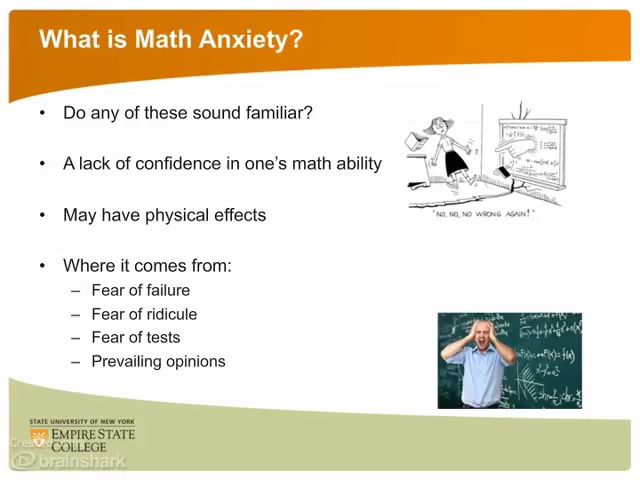 What is Math Anxiety?
• Do any of these sound familiar?
• A lack of confidence in one's math ability
"NO, NO, NO WRONG AGAIN!"
• May have physical effects
• Where it comes from:
– Fear of failure
– Fear of ridicule
– Fear of tests
– Prevailing opinions
STATE UNIVERSITY OF NEW YORK
EMPIRE STATE
COLLEGE
brainshark